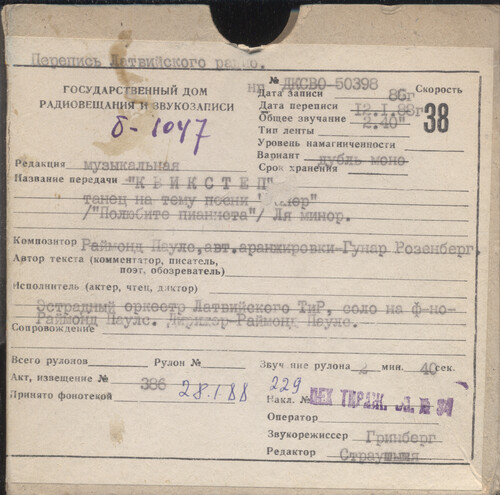 Перепись Латвийского радио.
№ ДКСВО-50398
ГОСУДАРСТВЕННЫЙ ДОМ
РАДИОВЕЩАНИЯ И ЗВУКОЗАПИСИ
Дата записи 86г
Скорость
Дата переписи 12.I.88г
38
Общее звучание 2.40"
б-1047
Тип ленты
Уровень намагниченности
Вариант дубль моно
Срок хранения
Редакция музыкальная
Название передачи "КВИКСТЕП"
танец на тему песни
/"Полюбите пианиста"/ Ля минор.
Композитор Раймонд Паулс, авт.аранжировки-Гунар Розенберг.
Автор текста (комментатор, писатель,
поэт, обозреватель)
Исполнитель (актер, чтец, диктор)
Эстрадный оркестр Латвийского ТиР, соло на ф-но-
Раймонд Паулс. Дирижер-Раймонд Паулс.
Сопровождение
Всего рулонов Рулон № Звучание рулона 2 мин. 40 сек.
Акт, извещение № 386
Принято фонотекой 28.1.88
229
Накл. №
Оператор
Звукорежиссер Гринберг
Редактор Страутыня